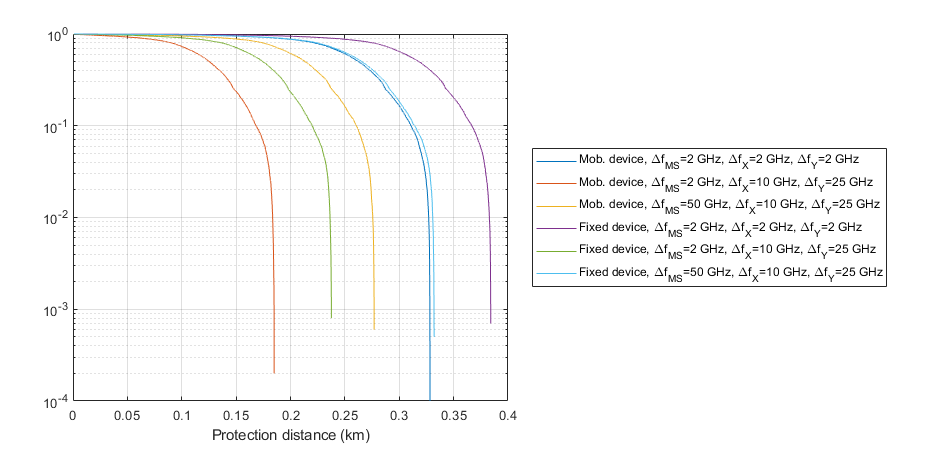 10^0
10^-1
10^-2
10^-3
10^-4
0 0.05 0.1 0.15 0.2 0.25 0.3 0.35 0.4
Protection distance (km)
Mob. device, Δf_MS=2 GHz, Δf_X=2 GHz, Δf_Y=2 GHz
Mob. device, Δf_MS=2 GHz, Δf_X=10 GHz, Δf_Y=25 GHz
Mob. device, Δf_MS=50 GHz, Δf_X=10 GHz, Δf_Y=25 GHz
Fixed device, Δf_MS=2 GHz, Δf_X=2 GHz, Δf_Y=2 GHz
Fixed device, Δf_MS=2 GHz, Δf_X=10 GHz, Δf_Y=25 GHz
Fixed device, Δf_MS=50 GHz, Δf_X=10 GHz, Δf_Y=25 GHz